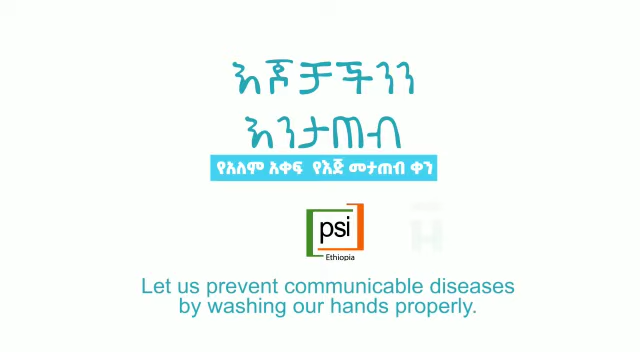 እጆቻችንን
እንታጠብ
የአለም አቀፍ የእጅ መታጠብ ቀን
psi
Ethiopia
Let us prevent communicable diseases
by washing our hands properly.